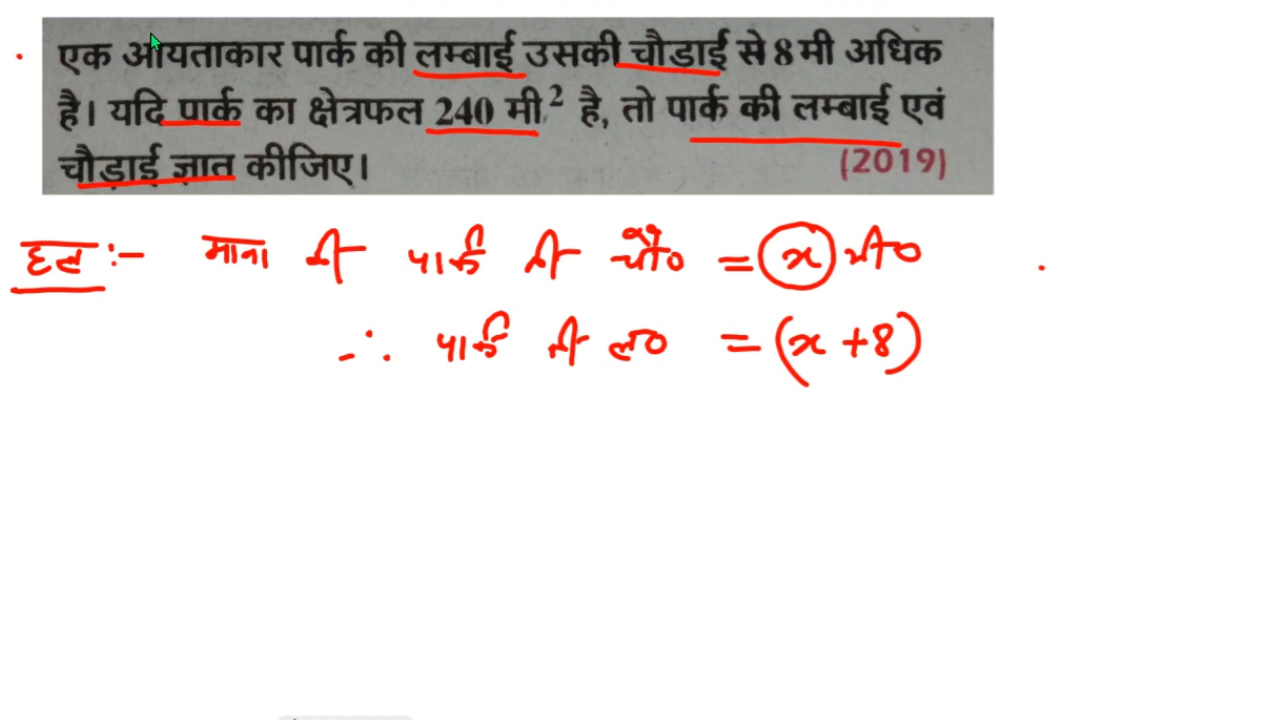 एक आयताकार पार्क की लम्बाई उसकी चौड़ाई से 8 मी अधिक
है। यदि पार्क का क्षेत्रफल 240 मी.² है, तो पार्क की लम्बाई एवं
चौड़ाई ज्ञात कीजिए। (2019)
हल :- माना की पार्क की चौ० = x मी०
∴ पार्क की ल० = (x + 8)